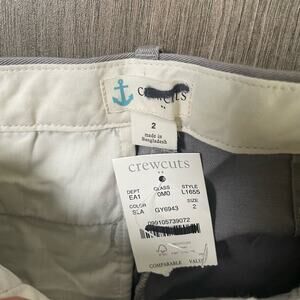 crewcuts
2
made in
Bangladesh
crewcuts
DEPT CLASS STYLE
EA1 0M0 L1655
COLOR SIZE
SLA GY6943 2
099105739072
COMPARABLE VALUE